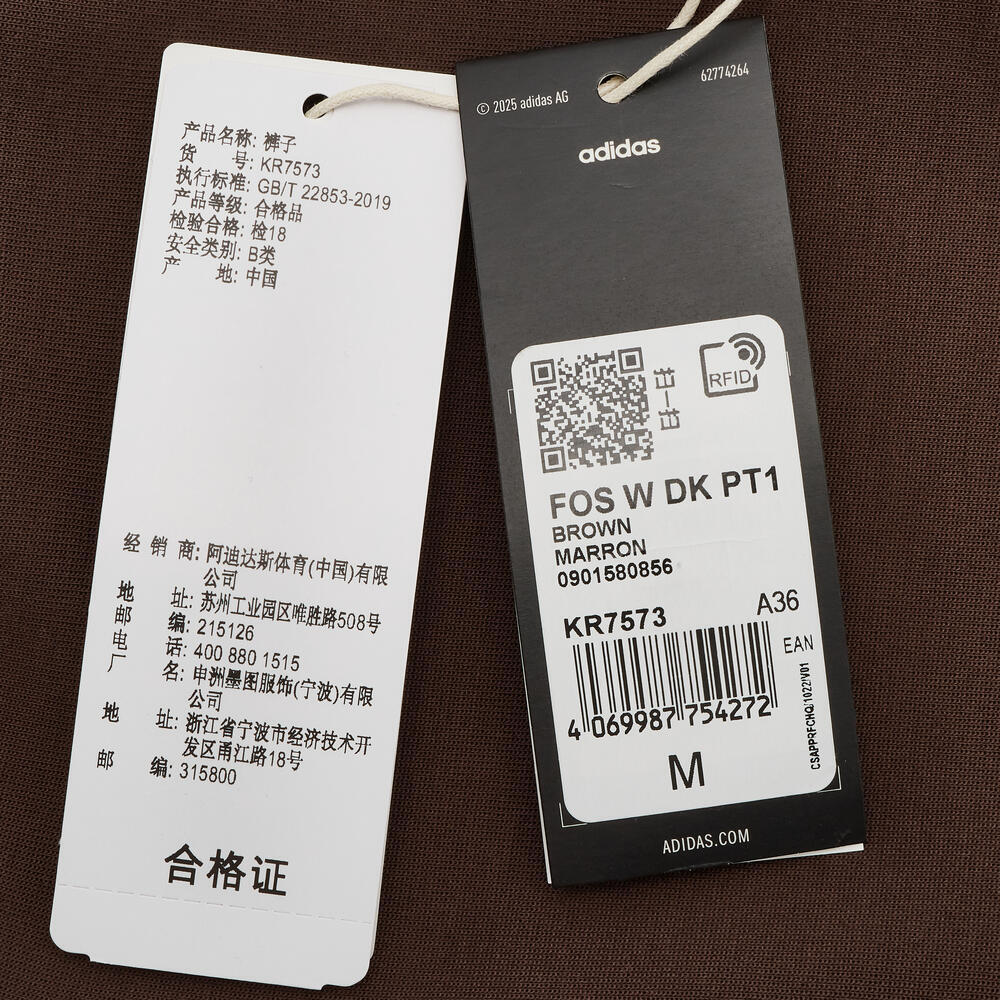 产品名称: 裤子
货 号: KR7573
执行标准: GB/T 22853-2019
产品等级: 合格品
检验合格: 检18
安全类别: B类
产 地: 中国
经 销 商: 阿迪达斯体育(中国)有限
公司
地 址: 苏州工业园区唯胜路508号
邮 编: 215126
电 话: 400 880 1515
厂 名: 申洲墨图服饰(宁波)有限
公司
地 址: 浙江省宁波市经济技术开
发区甬江路18号
邮 编: 315800
合格证
© 2025 adidas AG
62774264
adidas
RFID
FOS W DK PT1
BROWN
MARRON
0901580856
KR7573
A36
EAN
4 069987 754272
CSAPPRFCHQ/1022/V01
M
ADIDAS.COM